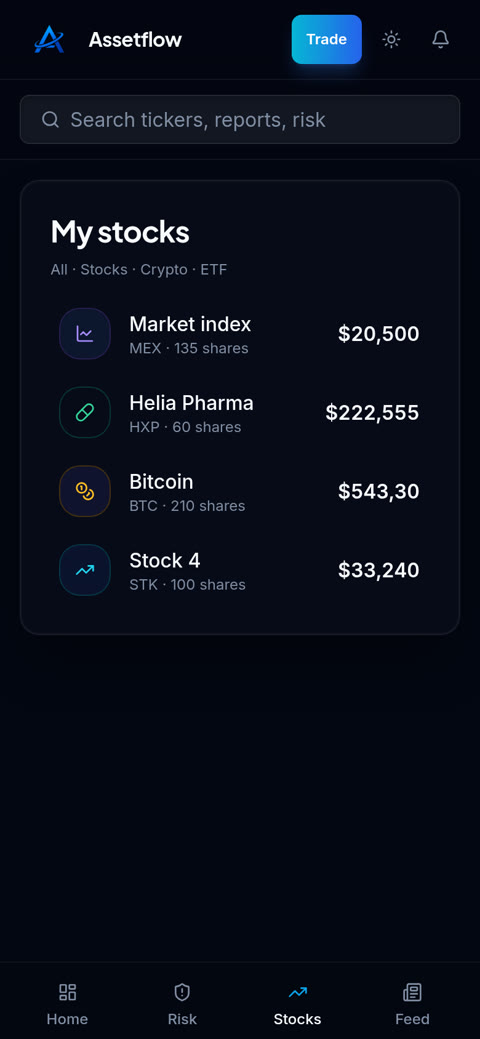 Assetflow
Trade
Search tickers, reports, risk
My stocks
All · Stocks · Crypto · ETF
Market index
MEX · 135 shares
$20,500
Helia Pharma
HXP · 60 shares
$222,555
Bitcoin
BTC · 210 shares
$543,30
Stock 4
STK · 100 shares
$33,240
Home
Risk
Stocks
Feed